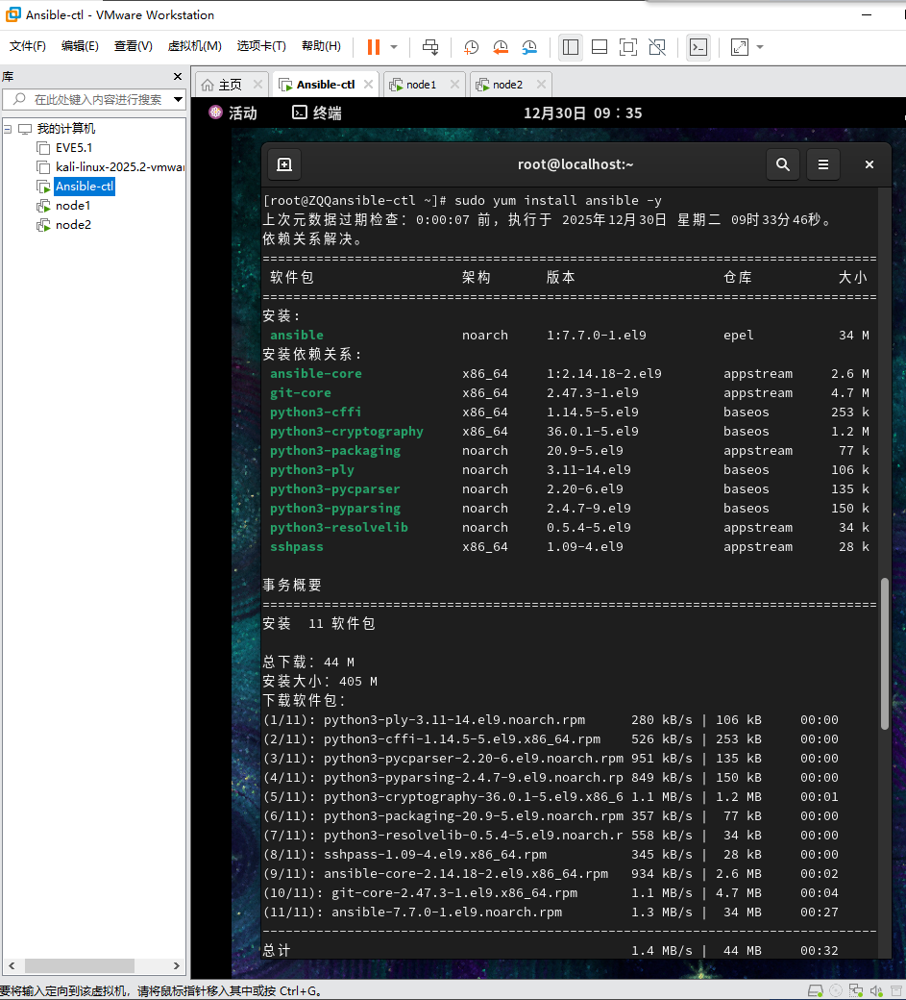 Ansible-ctl - VMware Workstation
文件(F) 编辑(E) 查看(V) 虚拟机(M) 选项卡(T) 帮助(H)
库
在此处键入内容进行搜索
我的计算机
EVE5.1
kali-linux-2025.2-vmwar
Ansible-ctl
node1
node2
主页 Ansible-ctl node1 node2
活动 终端 12月30日 09：35
root@localhost:~
[root@ZQQansible-ctl ~]# sudo yum install ansible -y
上次元数据过期检查：0:00:07 前，执行于 2025年12月30日 星期二 09时33分46秒。
依赖关系解决。
================================================================================
软件包 架构 版本 仓库 大小
================================================================================
安装:
ansible noarch 1:7.7.0-1.el9 epel 34 M
安装依赖关系:
ansible-core x86_64 1:2.14.18-2.el9 appstream 2.6 M
git-core x86_64 2.47.3-1.el9 appstream 4.7 M
python3-cffi x86_64 1.14.5-5.el9 baseos 253 k
python3-cryptography x86_64 36.0.1-5.el9 baseos 1.2 M
python3-packaging noarch 20.9-5.el9 appstream 77 k
python3-ply noarch 3.11-14.el9 baseos 106 k
python3-pycparser noarch 2.20-6.el9 baseos 135 k
python3-pyparsing noarch 2.4.7-9.el9 baseos 150 k
python3-resolvelib noarch 0.5.4-5.el9 appstream 34 k
sshpass x86_64 1.09-4.el9 appstream 28 k
事务概要
================================================================================
安装 11 软件包
总下载：44 M
安装大小：405 M
下载软件包：
(1/11): python3-ply-3.11-14.el9.noarch.rpm 280 kB/s | 106 kB 00:00
(2/11): python3-cffi-1.14.5-5.el9.x86_64.rpm 526 kB/s | 253 kB 00:00
(3/11): python3-pycparser-2.20-6.el9.noarch.rpm 951 kB/s | 135 kB 00:00
(4/11): python3-pyparsing-2.4.7-9.el9.noarch.rp 849 kB/s | 150 kB 00:00
(5/11): python3-cryptography-36.0.1-5.el9.x86_6 1.1 MB/s | 1.2 MB 00:01
(6/11): python3-packaging-20.9-5.el9.noarch.rpm 357 kB/s | 77 kB 00:00
(7/11): python3-resolvelib-0.5.4-5.el9.noarch.r 558 kB/s | 34 kB 00:00
(8/11): sshpass-1.09-4.el9.x86_64.rpm 345 kB/s | 28 kB 00:00
(9/11): ansible-core-2.14.18-2.el9.x86_64.rpm 934 kB/s | 2.6 MB 00:02
(10/11): git-core-2.47.3-1.el9.x86_64.rpm 1.1 MB/s | 4.7 MB 00:04
(11/11): ansible-7.7.0-1.el9.noarch.rpm 1.3 MB/s | 34 MB 00:27
--------------------------------------------------------------------------------
总计 1.4 MB/s | 44 MB 00:32
要将输入定向到该虚拟机，请将鼠标指针移入其中或按 Ctrl+G。